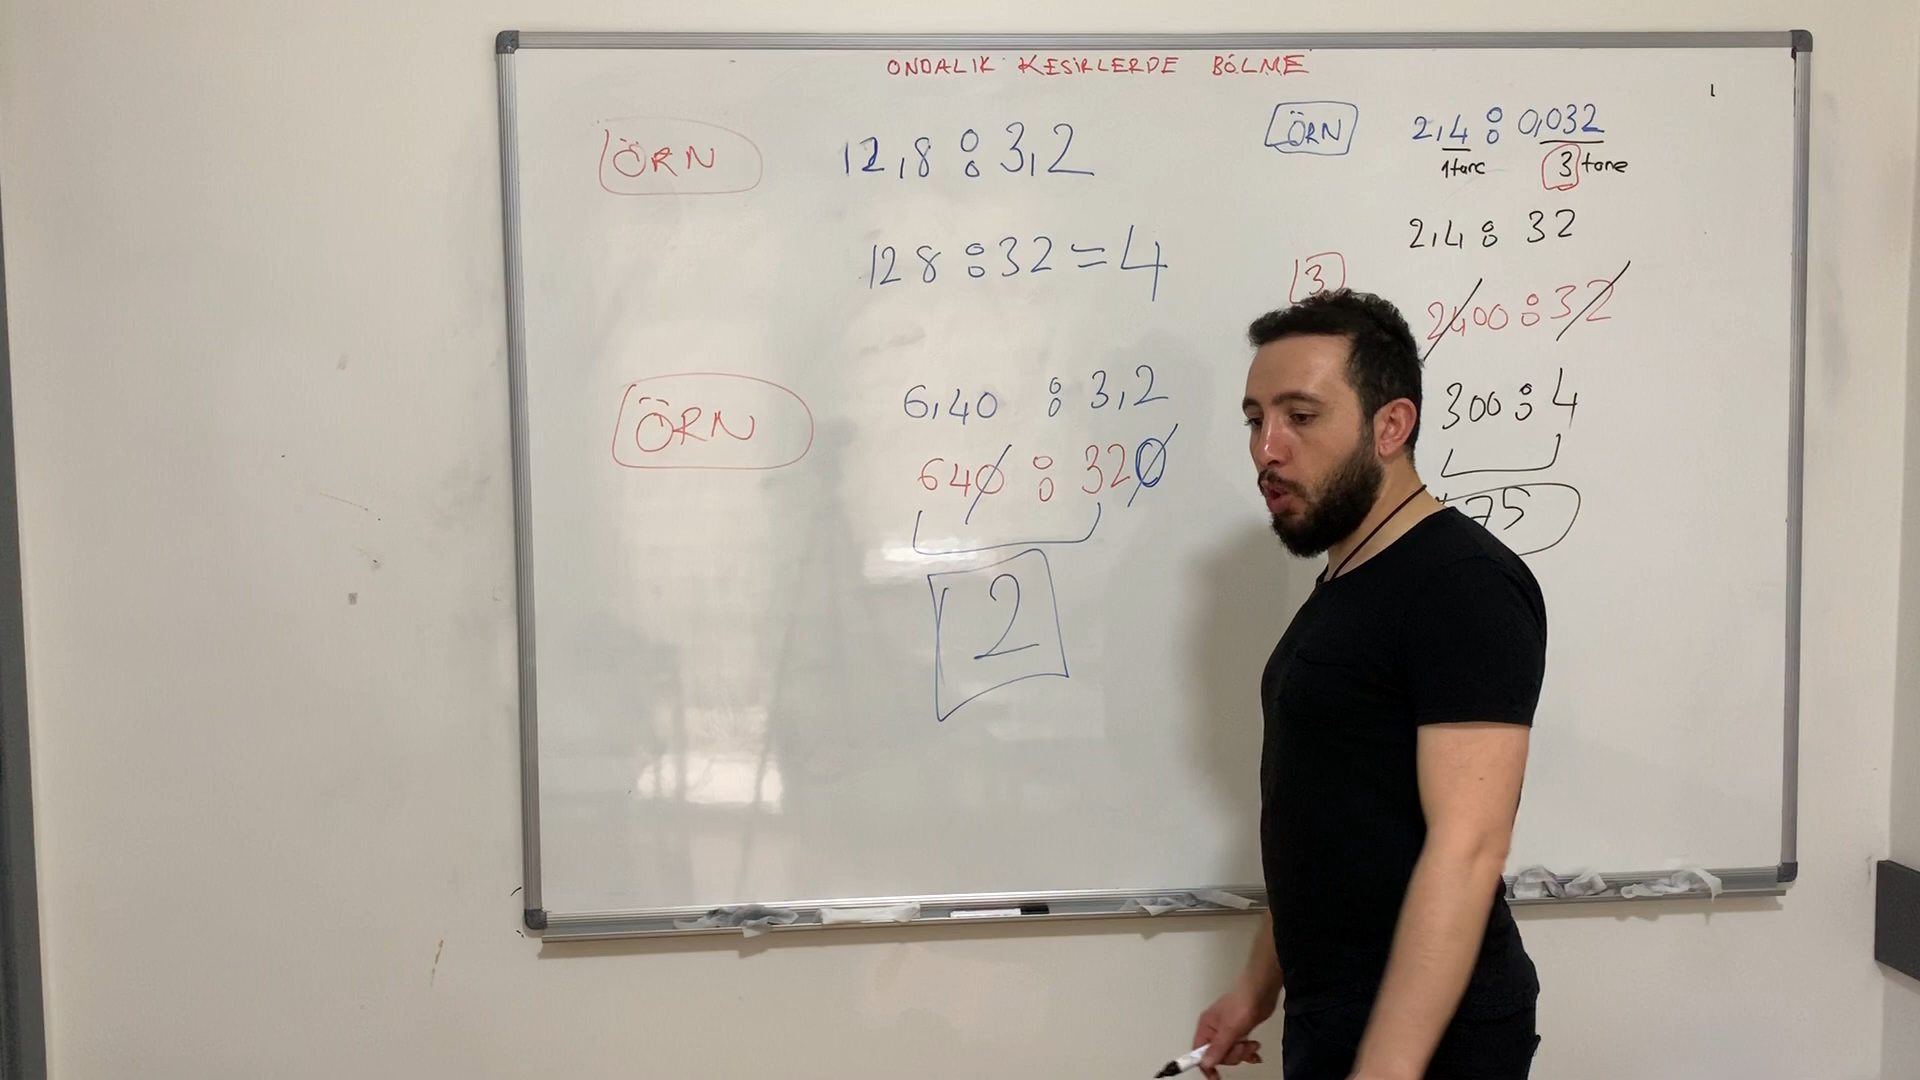 ONDALIK KESİRLERDE BÖLME
ÖRN
12,8 : 3,2
128 : 32 = 4
ÖRN
6,40 : 3,2
640 : 320
2
ÖRN
2,4 : 0,032
1 tane 3 tane
2,4 : 32
3
2400 : 32
300 : 4
75